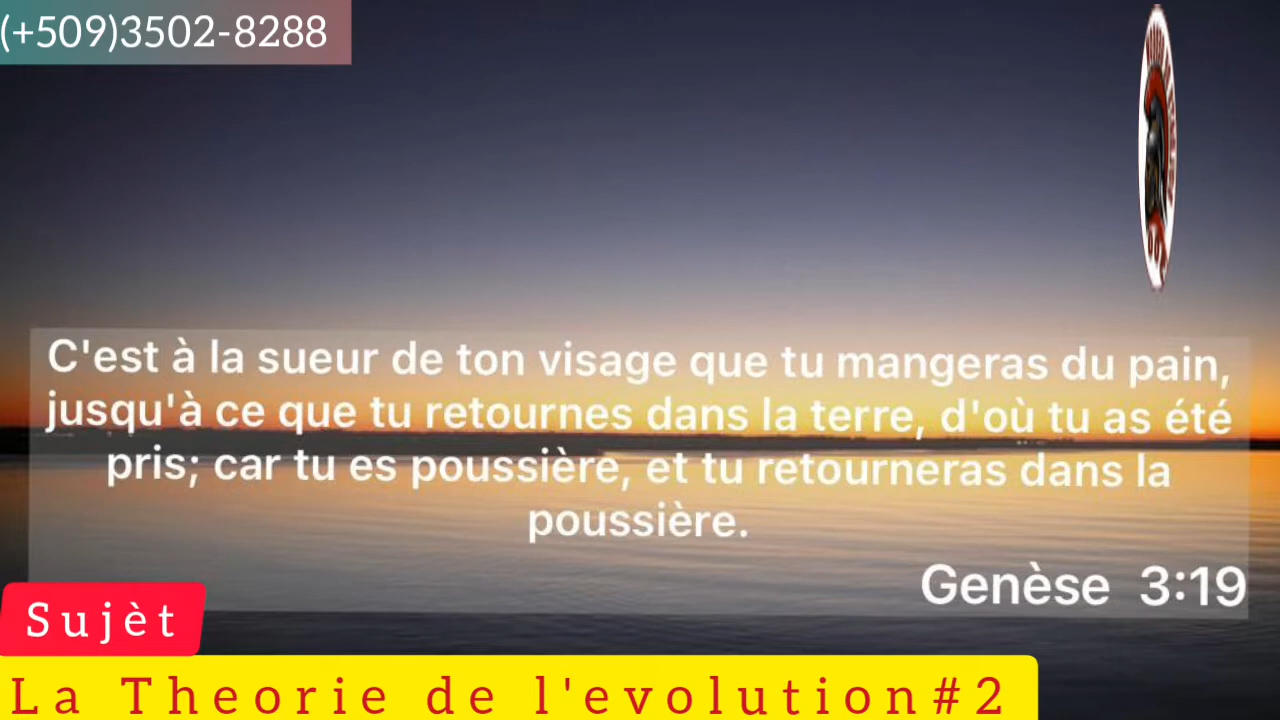 (+509)3502-8288
C'est à la sueur de ton visage que tu mangeras du pain,
jusqu'à ce que tu retournes dans la terre, d'où tu as été
pris; car tu es poussière, et tu retourneras dans la
poussière.
Genèse 3:19
Sujèt
La Theorie de l'evolution#2